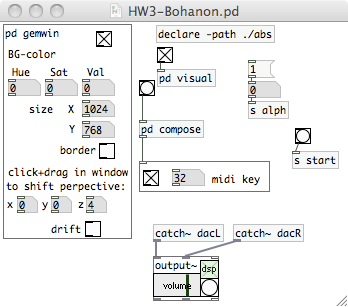 HW3-Bohanon.pd
pd gemwin
BG-color
Hue Sat Val
0 0 0
size X 1024
Y 768
border
click+drag in window
to shift perpective:
x 0 y 0 z 4
drift
declare -path ./abs
pd visual
pd compose
32 midi key
1
0
s alph
s start
catch~ dacL catch~ dacR
output~
dsp
volume